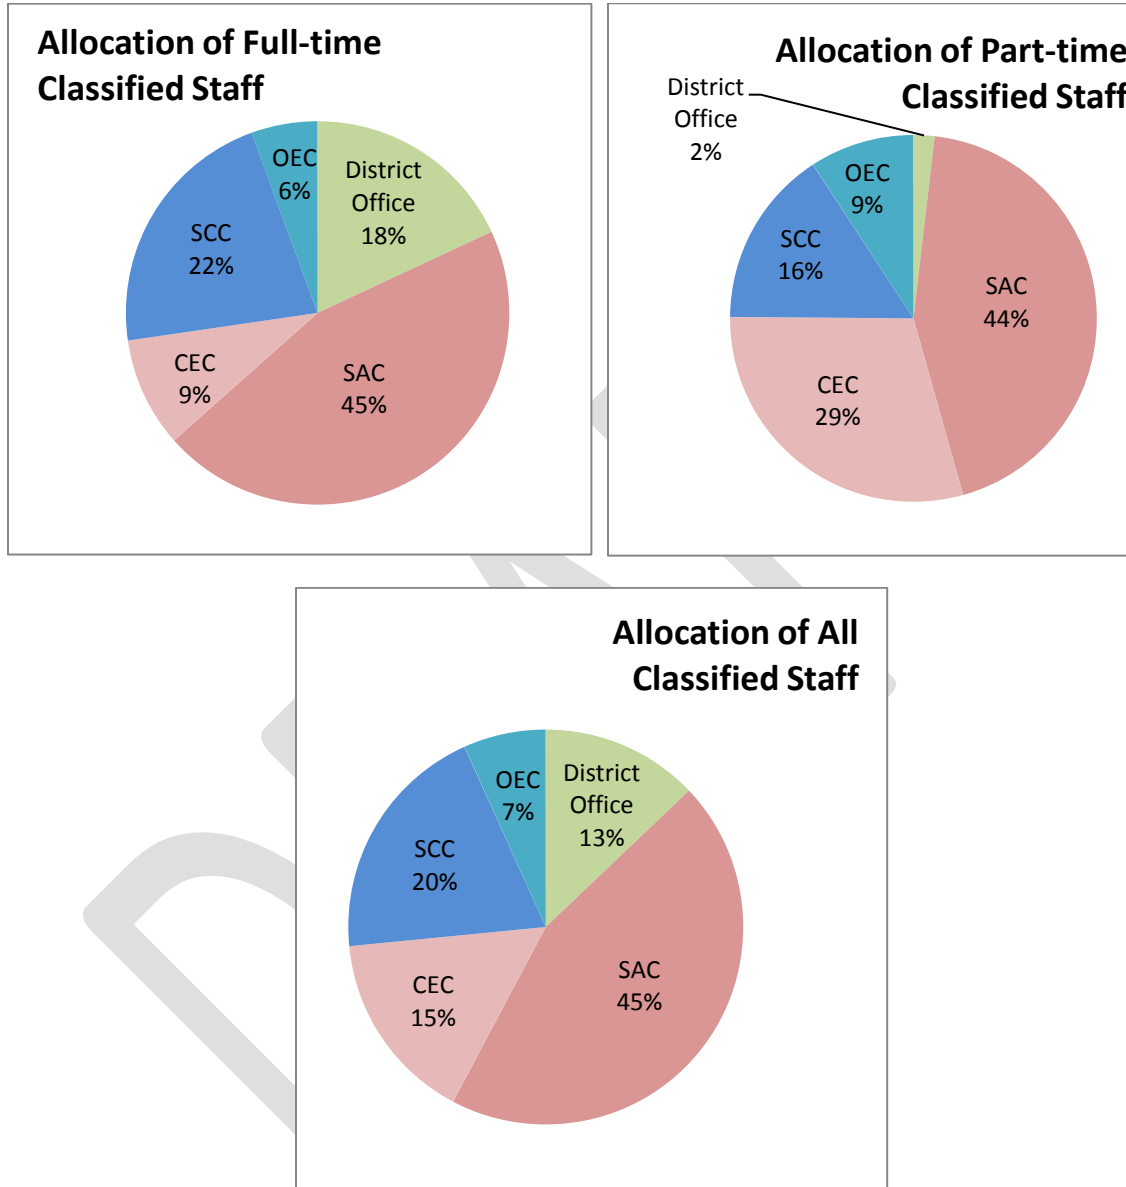 Allocation of Full-time
Classified Staff
OEC
6%
District
Office
18%
SCC
22%
CEC
9%
SAC
45%
Allocation of Part-time
Classified Staff
District
Office
2%
OEC
9%
SCC
16%
SAC
44%
CEC
29%
Allocation of All
Classified Staff
OEC
7%
District
Office
13%
SCC
20%
CEC
15%
SAC
45%